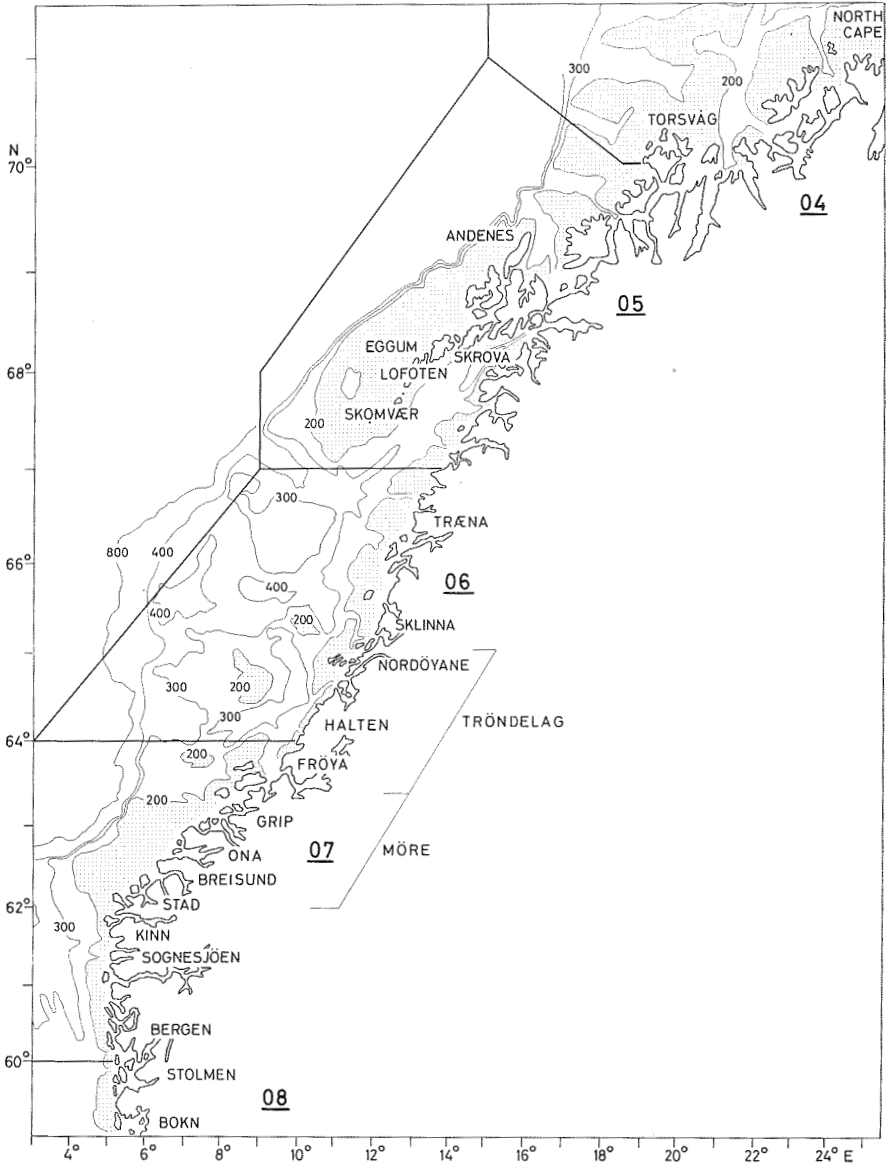 NORTH
CAPE
300
200
TORSVÅG
N
70°
04
ANDENES
05
EGGUM
SKROVA
LOFOTEN
68°
SKOMVÆR
200
300
TRÆNA
800
400
66°
06
400
400
200
SKLINNA
NORDÖYANE
300
200
300
HALTEN
TRÖNDELAG
64°
200
FRÖYA
200
GRIP
07
MÖRE
ONA
BREISUND
STAD
62°
300
KINN
SOGNESJÖEN
BERGEN
60°
STOLMEN
08
BOKN
4° 6° 8° 10° 12° 14° 16° 18° 20° 22° 24° E